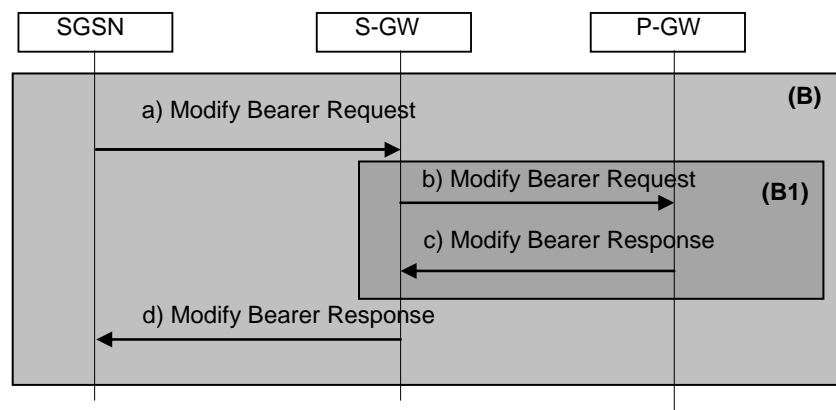 SGSN
S-GW
P-GW
(B)
a) Modify Bearer Request
b) Modify Bearer Request
(B1)
c) Modify Bearer Response
d) Modify Bearer Response